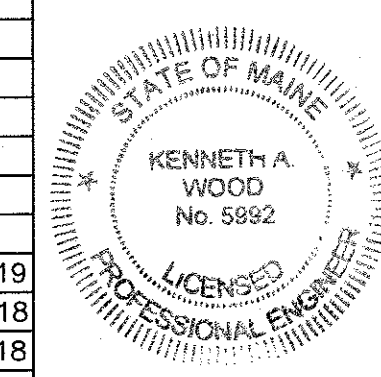 STATE OF MAINE
KENNETH A.
WOOD
No. 5992
LICENSED
PROFESSIONAL ENGINEER
19
18
18